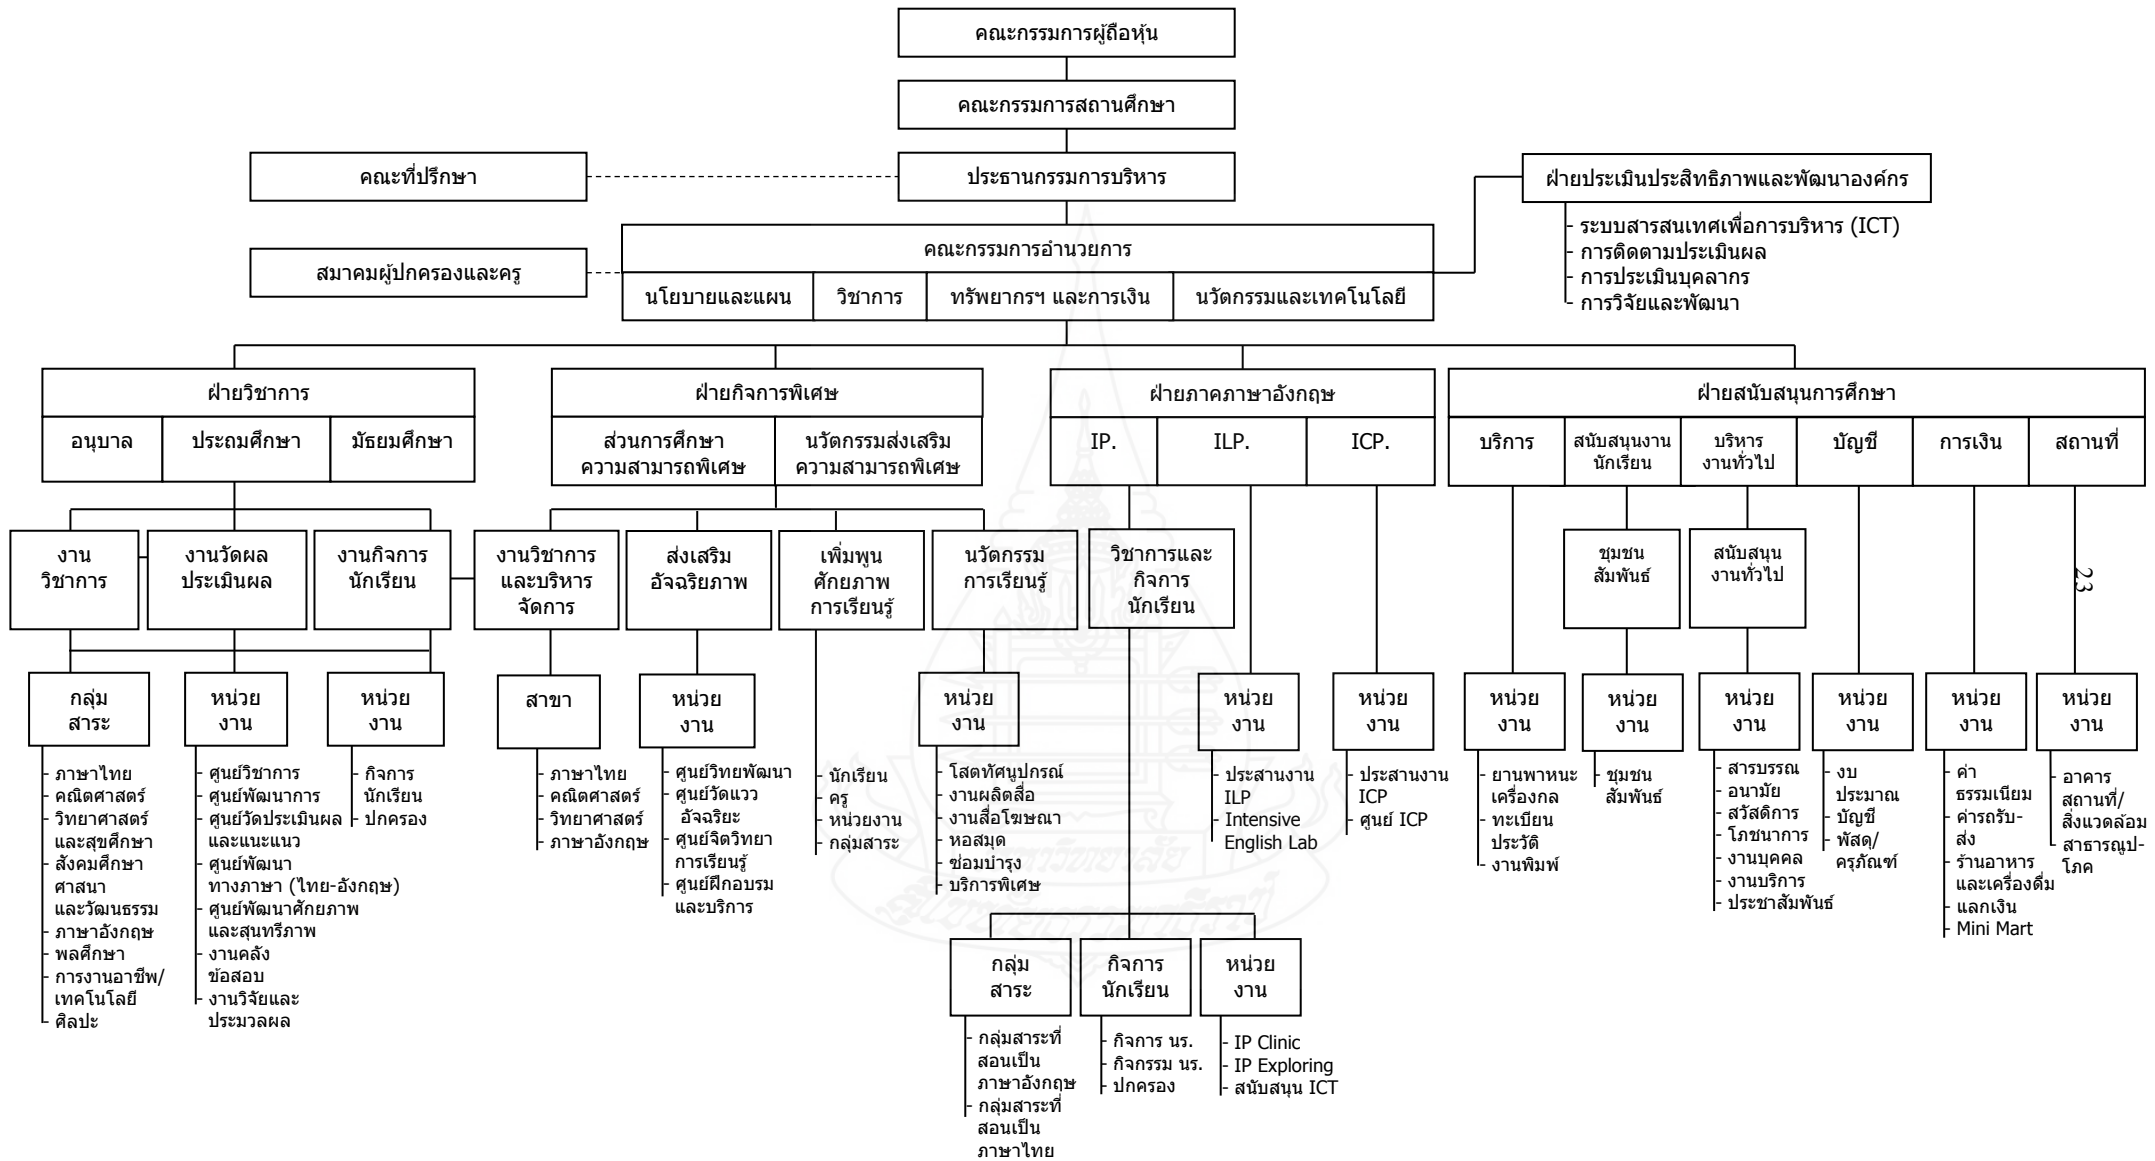 คณะกรรมการผู้ถือหุ้น
คณะกรรมการสถานศึกษา
คณะที่ปรึกษา
ประธานกรรมการบริหาร
ฝ่ายประเมินประสิทธิภาพและพัฒนาองค์กร
- ระบบสารสนเทศเพื่อการบริหาร (ICT)
- การติดตามประเมินผล
- การประเมินบุคลากร
- การวิจัยและพัฒนา
สมาคมผู้ปกครองและครู
คณะกรรมการอำนวยการ
นโยบายและแผน
วิชาการ
ทรัพยากรฯ และการเงิน
นวัตกรรมและเทคโนโลยี
ฝ่ายวิชาการ
อนุบาล
ประถมศึกษา
มัธยมศึกษา
ฝ่ายกิจการพิเศษ
ส่วนการศึกษา
ความสามารถพิเศษ
นวัตกรรมส่งเสริม
ความสามารถพิเศษ
ฝ่ายภาคภาษาอังกฤษ
IP.
ILP.
ICP.
ฝ่ายสนับสนุนการศึกษา
บริการ
สนับสนุนงาน
นักเรียน
บริหาร
งานทั่วไป
บัญชี
การเงิน
สถานที่
งาน
วิชาการ
งานวัดผล
ประเมินผล
งานกิจการ
นักเรียน
งานวิชาการ
และบริหาร
จัดการ
ส่งเสริม
อัจฉริยภาพ
เพิ่มพูน
ศักยภาพ
การเรียนรู้
นวัตกรรม
การเรียนรู้
วิชาการและ
กิจการ
นักเรียน
ชุมชน
สัมพันธ์
สนับสนุน
งานทั่วไป
23
กลุ่ม
สาระ
- ภาษาไทย
- คณิตศาสตร์
- วิทยาศาสตร์
และสุขศึกษา
- สังคมศึกษา
ศาสนา
และวัฒนธรรม
- ภาษาอังกฤษ
- พลศึกษา
- การงานอาชีพ/
เทคโนโลยี
- ศิลปะ
หน่วย
งาน
- ศูนย์วิชาการ
- ศูนย์พัฒนาการ
- ศูนย์วัดประเมินผล
และแนะแนว
- ศูนย์พัฒนา
ทางภาษา (ไทย-อังกฤษ)
- ศูนย์พัฒนาศักยภาพ
และสุนทรีภาพ
- งานคลัง
ข้อสอบ
- งานวิจัยและ
ประมวลผล
หน่วย
งาน
- กิจการ
นักเรียน
- ปกครอง
สาขา
- ภาษาไทย
- คณิตศาสตร์
- วิทยาศาสตร์
- ภาษาอังกฤษ
หน่วย
งาน
- ศูนย์วิทยพัฒนา
- ศูนย์วัดแวว
อัจฉริยะ
- ศูนย์จิตวิทยา
การเรียนรู้
- ศูนย์ฝึกอบรม
และบริการ
- นักเรียน
- ครู
- หน่วยงาน
- กลุ่มสาระ
หน่วย
งาน
- โสตทัศนูปกรณ์
- งานผลิตสื่อ
- งานสื่อโฆษณา
- หอสมุด
- ซ่อมบำรุง
- บริการพิเศษ
หน่วย
งาน
- ประสานงาน
ILP
- Intensive
English Lab
หน่วย
งาน
- ประสานงาน
ICP
- ศูนย์ ICP
หน่วย
งาน
- ยานพาหนะ
เครื่องกล
- ทะเบียน
ประวัติ
- งานพิมพ์
หน่วย
งาน
- ชุมชน
สัมพันธ์
หน่วย
งาน
- สารบรรณ
- อนามัย
- สวัสดิการ
- โภชนาการ
- งานบุคคล
- งานบริการ
- ประชาสัมพันธ์
หน่วย
งาน
- งบ
ประมาณ
- บัญชี
- พัสดุ/
ครุภัณฑ์
หน่วย
งาน
- ค่า
ธรรมเนียม
- ค่ารถรับ-
ส่ง
- ร้านอาหาร
และเครื่องดื่ม
- แลกเงิน
- Mini Mart
หน่วย
งาน
- อาคาร
สถานที่/
สิ่งแวดล้อม
- สาธารณูป-
โภค
กลุ่ม
สาระ
- กลุ่มสาระที่
สอนเป็น
ภาษาอังกฤษ
- กลุ่มสาระที่
สอนเป็น
ภาษาไทย
กิจการ
นักเรียน
- กิจการ นร.
- กิจกรรม นร.
- ปกครอง
หน่วย
งาน
- IP Clinic
- IP Exploring
- สนับสนุน ICT